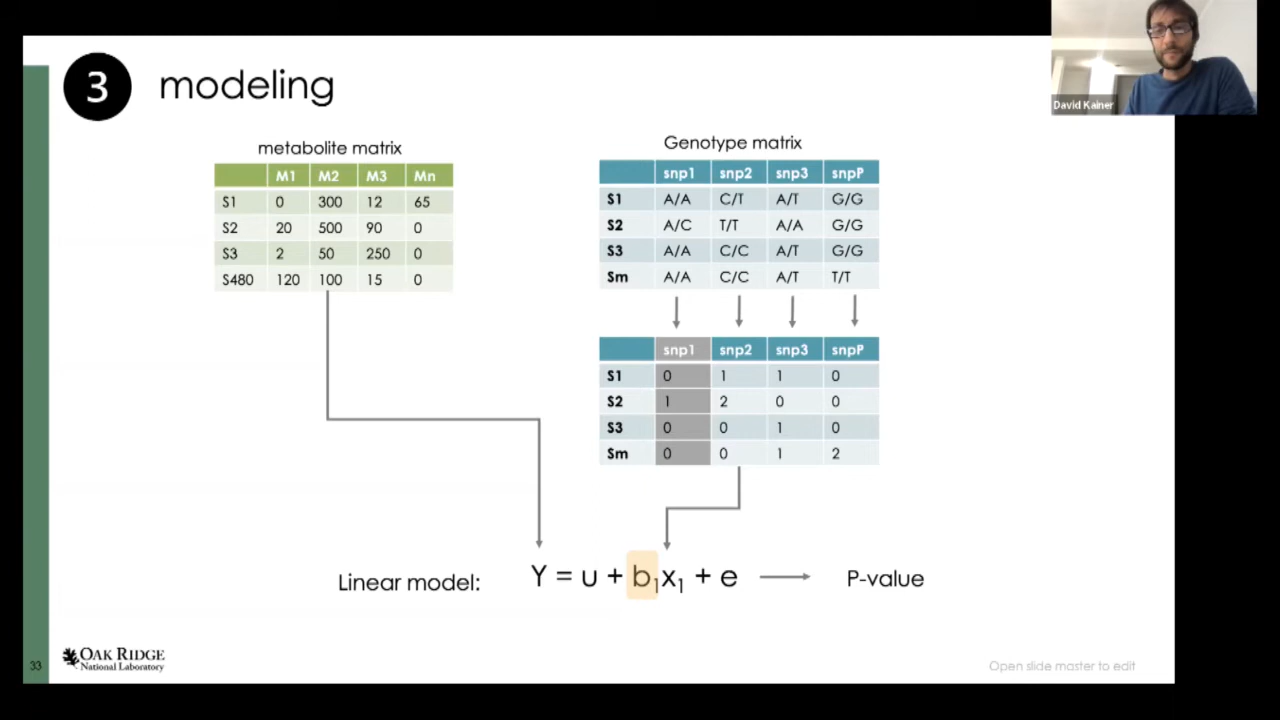 3 modeling
David Kainer
metabolite matrix
M1 M2 M3 Mn
S1 0 300 12 65
S2 20 500 90 0
S3 2 50 250 0
S480 120 100 15 0
Genotype matrix
snp1 snp2 snp3 snpP
S1 A/A C/T A/T G/G
S2 A/C T/T A/A G/G
S3 A/A C/C A/T G/G
Sm A/A C/C A/T T/T
snp1 snp2 snp3 snpP
S1 0 1 1 0
S2 1 2 0 0
S3 0 0 1 0
Sm 0 0 1 2
Linear model: Y = u + b₁x₁ + e P-value
33
OAK RIDGE
National Laboratory
Open slide master to edit